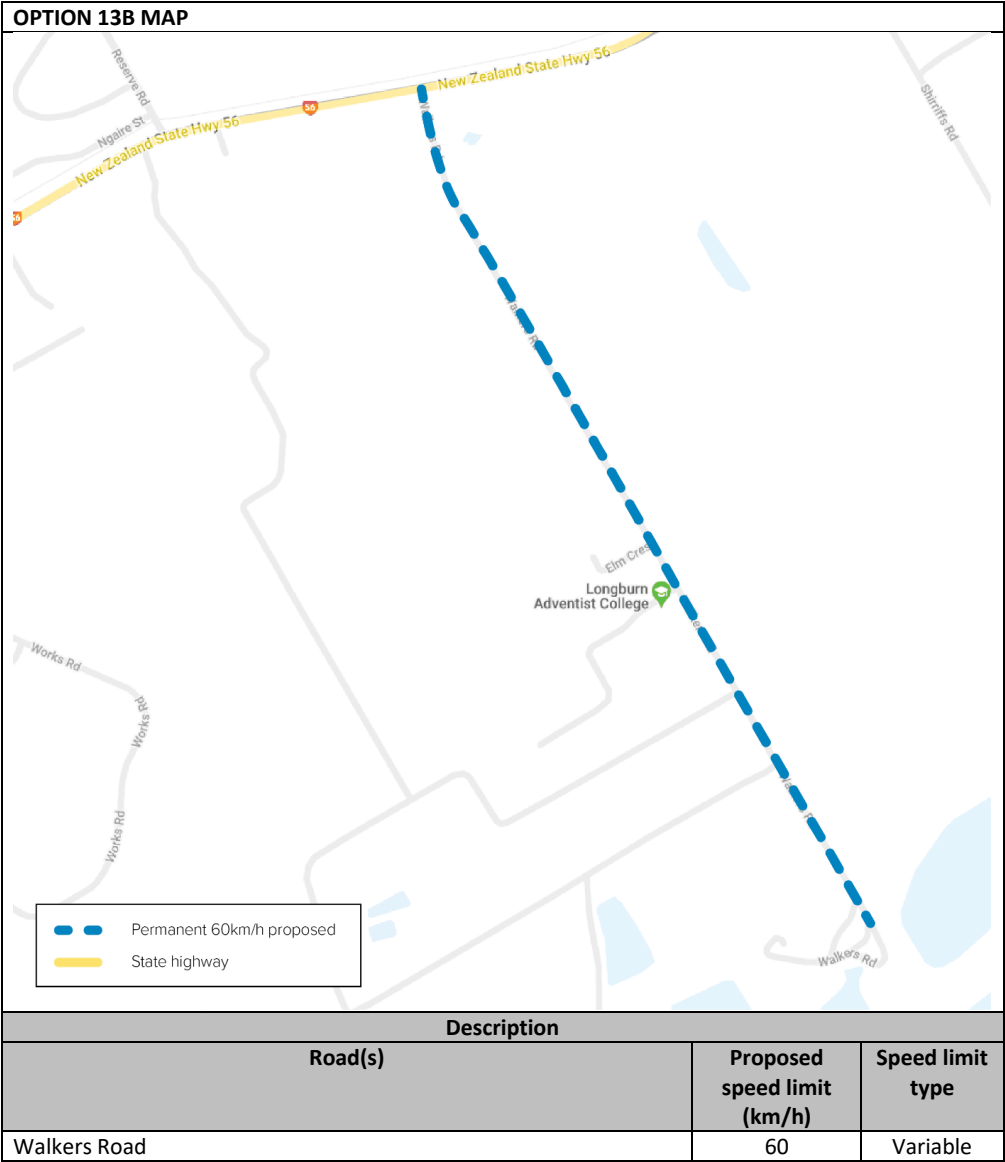 OPTION 13B MAP
Reserve Rd
New Zealand State Hwy 56
56
Shirriffs Rd
Ngaire St
New Zealand State Hwy 56
56
Elm Cres
Longburn
Adventist College
Works Rd
Works Rd
Works Rd
Walkers Rd
Permanent 60km/h proposed
State highway
Description
Road(s) Proposed speed limit (km/h) Speed limit type
Walkers Road 60 Variable